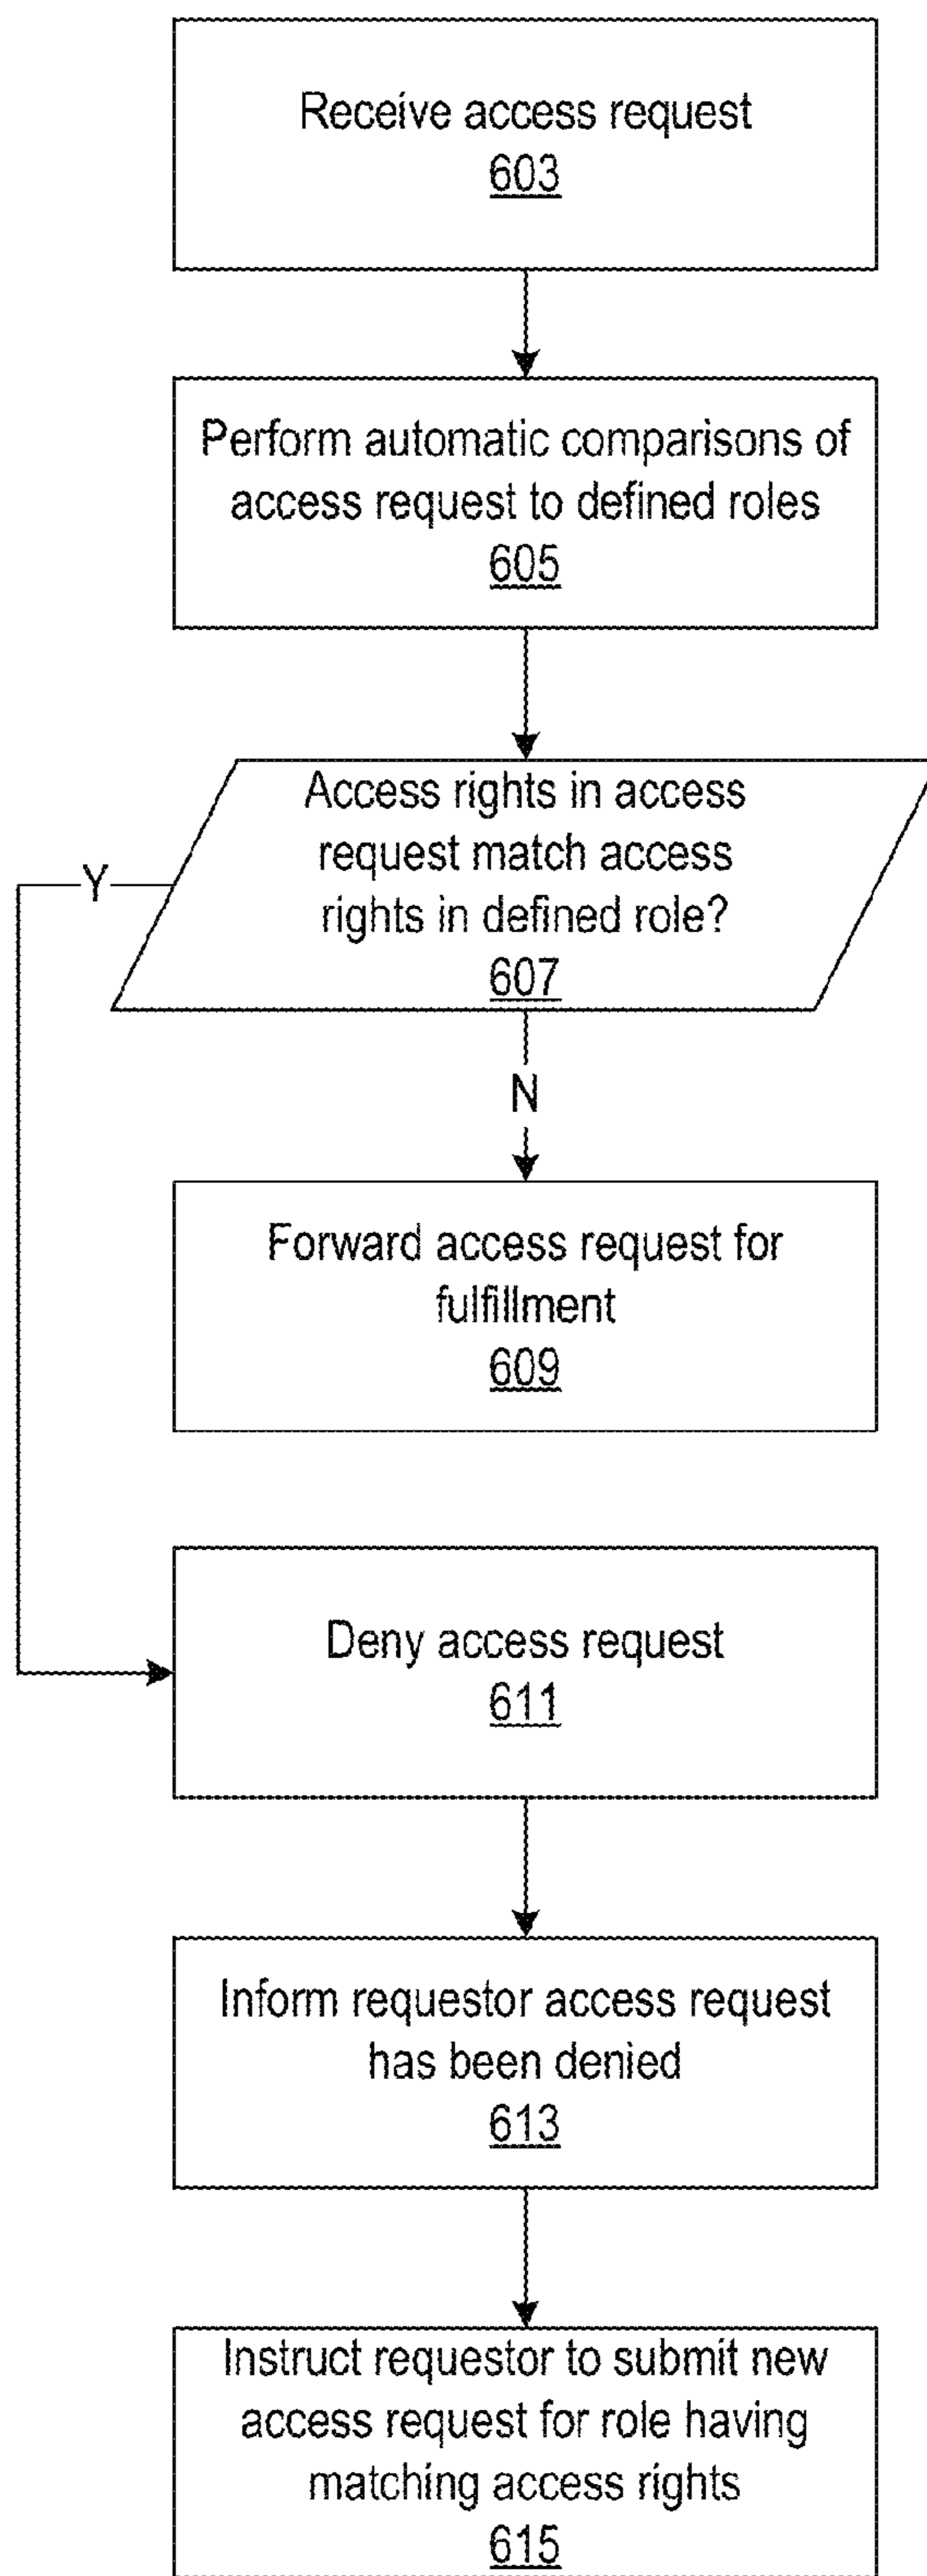 Receive access request
603
Perform automatic comparisons of
access request to defined roles
605
Access rights in access
request match access
rights in defined role?
607
Y
N
Forward access request for
fulfillment
609
Deny access request
611
Inform requestor access request
has been denied
613
Instruct requestor to submit new
access request for role having
matching access rights
615